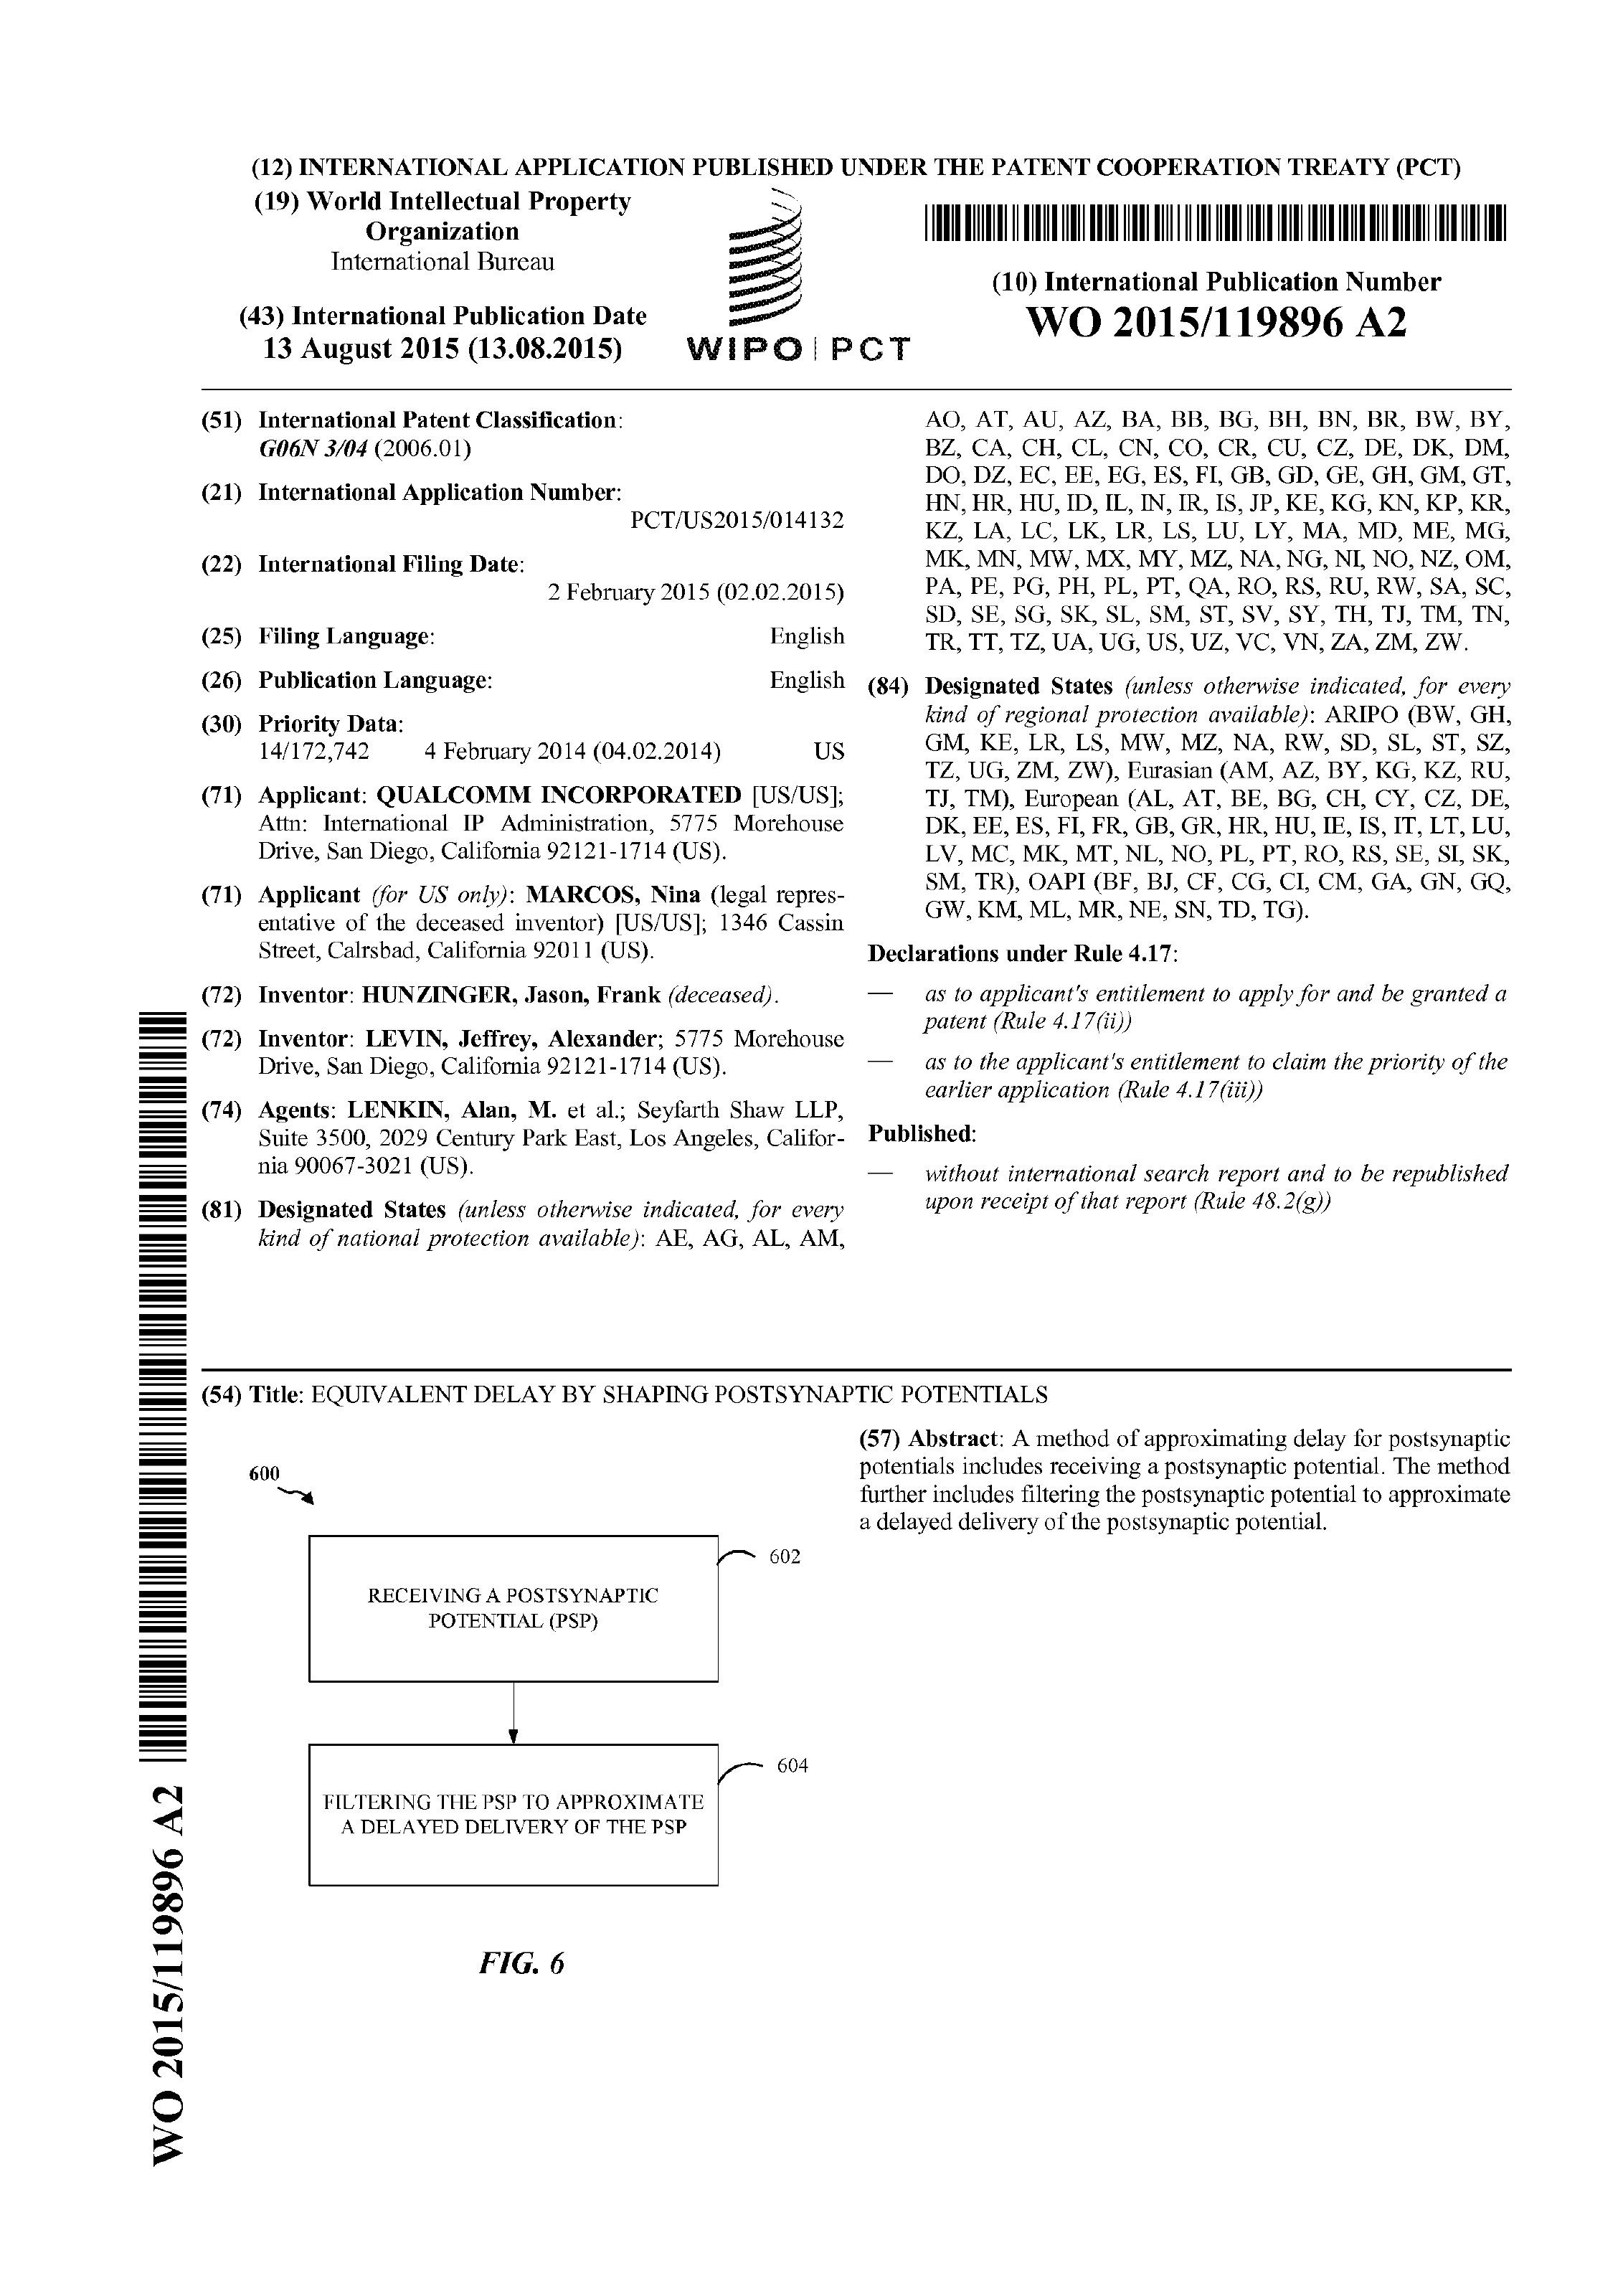 (12) INTERNATIONAL APPLICATION PUBLISHED UNDER THE PATENT COOPERATION TREATY (PCT)
(19) World Intellectual Property
Organization
International Bureau
(43) International Publication Date
13 August 2015 (13.08.2015)
WIPO | PCT
(10) International Publication Number
WO 2015/119896 A2
(51) International Patent Classification:
G06N 3/04 (2006.01)
(21) International Application Number:
PCT/US2015/014132
(22) International Filing Date:
2 February 2015 (02.02.2015)
(25) Filing Language: English
(26) Publication Language: English
(30) Priority Data:
14/172,742 4 February 2014 (04.02.2014) US
(71) Applicant: QUALCOMM INCORPORATED [US/US];
Attn: International IP Administration, 5775 Morehouse
Drive, San Diego, California 92121-1714 (US).
(71) Applicant (for US only): MARCOS, Nina (legal repres-
entative of the deceased inventor) [US/US]; 1346 Cassin
Street, Calrsbad, California 92011 (US).
(72) Inventor: HUNZINGER, Jason, Frank (deceased).
(72) Inventor: LEVIN, Jeffrey, Alexander; 5775 Morehouse
Drive, San Diego, California 92121-1714 (US).
(74) Agents: LENKIN, Alan, M. et al.; Seyfarth Shaw LLP,
Suite 3500, 2029 Century Park East, Los Angeles, Califor-
nia 90067-3021 (US).
(81) Designated States (unless otherwise indicated, for every
kind of national protection available): AE, AG, AL, AM,
AO, AT, AU, AZ, BA, BB, BG, BH, BN, BR, BW, BY,
BZ, CA, CH, CL, CN, CO, CR, CU, CZ, DE, DK, DM,
DO, DZ, EC, EE, EG, ES, FI, GB, GD, GE, GH, GM, GT,
HN, HR, HU, ID, IL, IN, IR, IS, JP, KE, KG, KN, KP, KR,
KZ, LA, LC, LK, LR, LS, LU, LY, MA, MD, ME, MG,
MK, MN, MW, MX, MY, MZ, NA, NG, NI, NO, NZ, OM,
PA, PE, PG, PH, PL, PT, QA, RO, RS, RU, RW, SA, SC,
SD, SE, SG, SK, SL, SM, ST, SV, SY, TH, TJ, TM, TN,
TR, TT, TZ, UA, UG, US, UZ, VC, VN, ZA, ZM, ZW.
(84) Designated States (unless otherwise indicated, for every
kind of regional protection available): ARIPO (BW, GH,
GM, KE, LR, LS, MW, MZ, NA, RW, SD, SL, ST, SZ,
TZ, UG, ZM, ZW), Eurasian (AM, AZ, BY, KG, KZ, RU,
TJ, TM), European (AL, AT, BE, BG, CH, CY, CZ, DE,
DK, EE, ES, FI, FR, GB, GR, HR, HU, IE, IS, IT, LT, LU,
LV, MC, MK, MT, NL, NO, PL, PT, RO, RS, SE, SI, SK,
SM, TR), OAPI (BF, BJ, CF, CG, CI, CM, GA, GN, GQ,
GW, KM, ML, MR, NE, SN, TD, TG).
Declarations under Rule 4.17:
— as to applicant's entitlement to apply for and be granted a
patent (Rule 4.17(ii))
— as to the applicant's entitlement to claim the priority of the
earlier application (Rule 4.17(iii))
Published:
— without international search report and to be republished
upon receipt of that report (Rule 48.2(g))
(54) Title: EQUIVALENT DELAY BY SHAPING POSTSYNAPTIC POTENTIALS
(57) Abstract: A method of approximating delay for postsynaptic
potentials includes receiving a postsynaptic potential. The method
further includes filtering the postsynaptic potential to approximate
a delayed delivery of the postsynaptic potential.
600
602
RECEIVING A POSTSYNAPTIC
POTENTIAL (PSP)
604
FILTERING THE PSP TO APPROXIMATE
A DELAYED DELIVERY OF THE PSP
FIG. 6
WO 2015/119896 A2